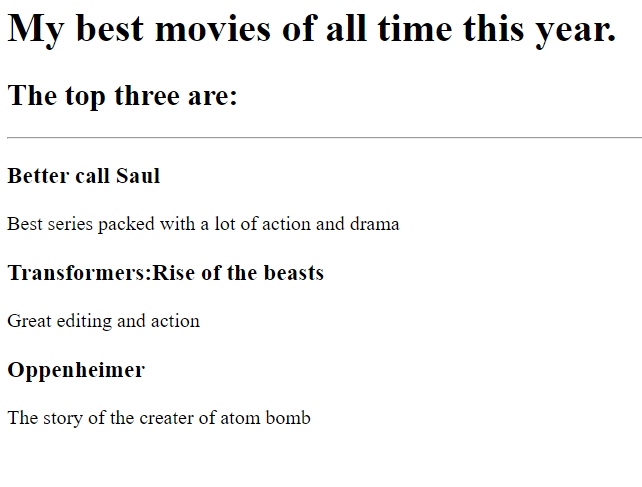 My best movies of all time this year.
The top three are:
Better call Saul
Best series packed with a lot of action and drama
Transformers:Rise of the beasts
Great editing and action
Oppenheimer
The story of the creater of atom bomb